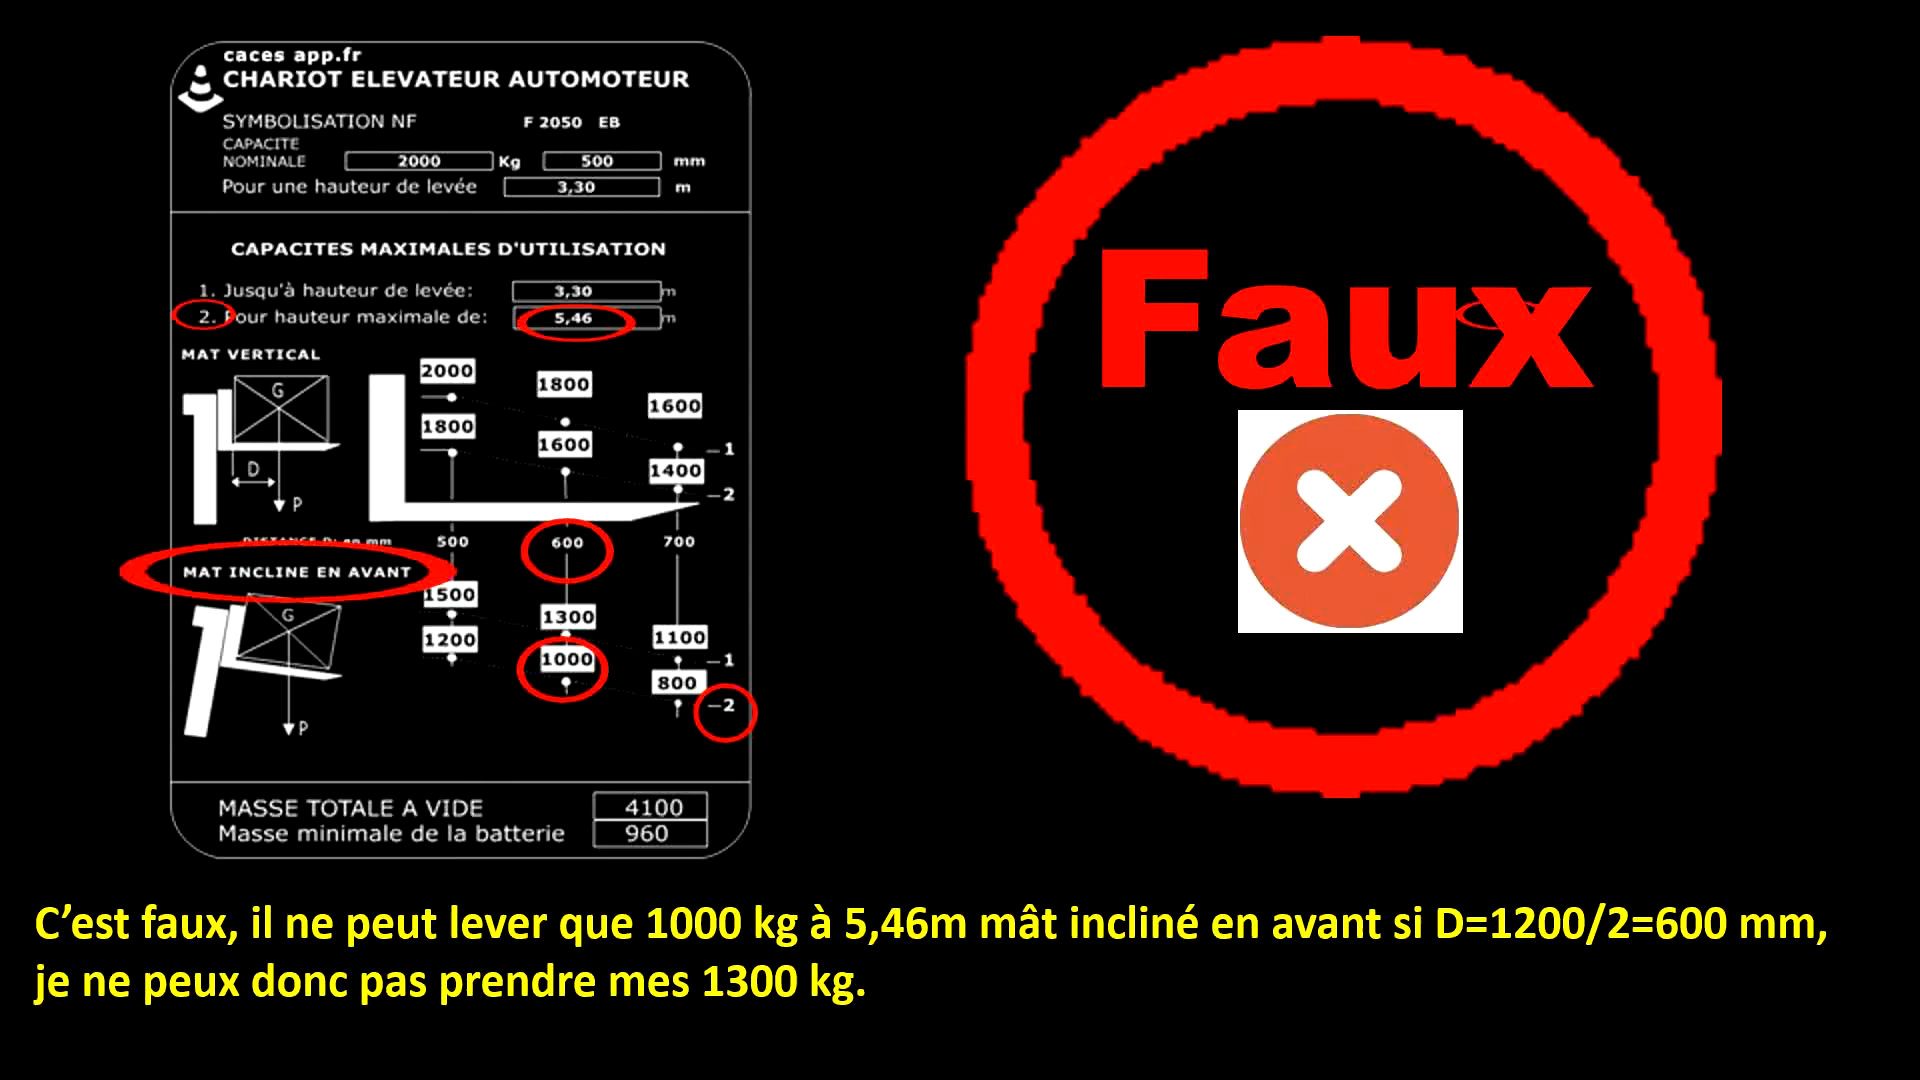 caces app.fr
CHARIOT ELEVATEUR AUTOMOTEUR
SYMBOLISATION NF F 2050 EB
CAPACITE
NOMINALE 2000 Kg 500 mm
Pour une hauteur de levée 3,30 m
CAPACITES MAXIMALES D'UTILISATION
1. Jusqu'à hauteur de levée: 3,30 m
2. Pour hauteur maximale de: 5,46 m
MAT VERTICAL
G
D
P
2000 1800 1600
1800 1600 1400
1
2
DISTANCE D: en mm 500 600 700
MAT INCLINE EN AVANT
G
P
1500 1300 1100
1200 1000 800
1
2
MASSE TOTALE A VIDE 4100
Masse minimale de la batterie 960
Faux
C’est faux, il ne peut lever que 1000 kg à 5,46m mât incliné en avant si D=1200/2=600 mm,
je ne peux donc pas prendre mes 1300 kg.